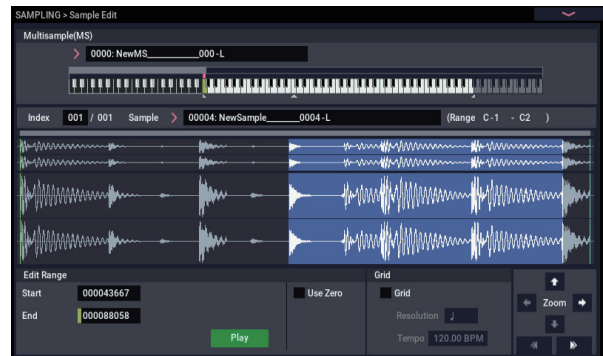 SAMPLING > Sample Edit
Multisample(MS)
0000: NewMS_________000-L
Index 001 / 001 Sample 00004: NewSample______0004-L (Range C-1 - C2 )
Edit Range
Grid
Start 000043667
Use Zero
Grid
End 000088058
Resolution ♩
Play
Tempo 120.00 BPM
Zoom